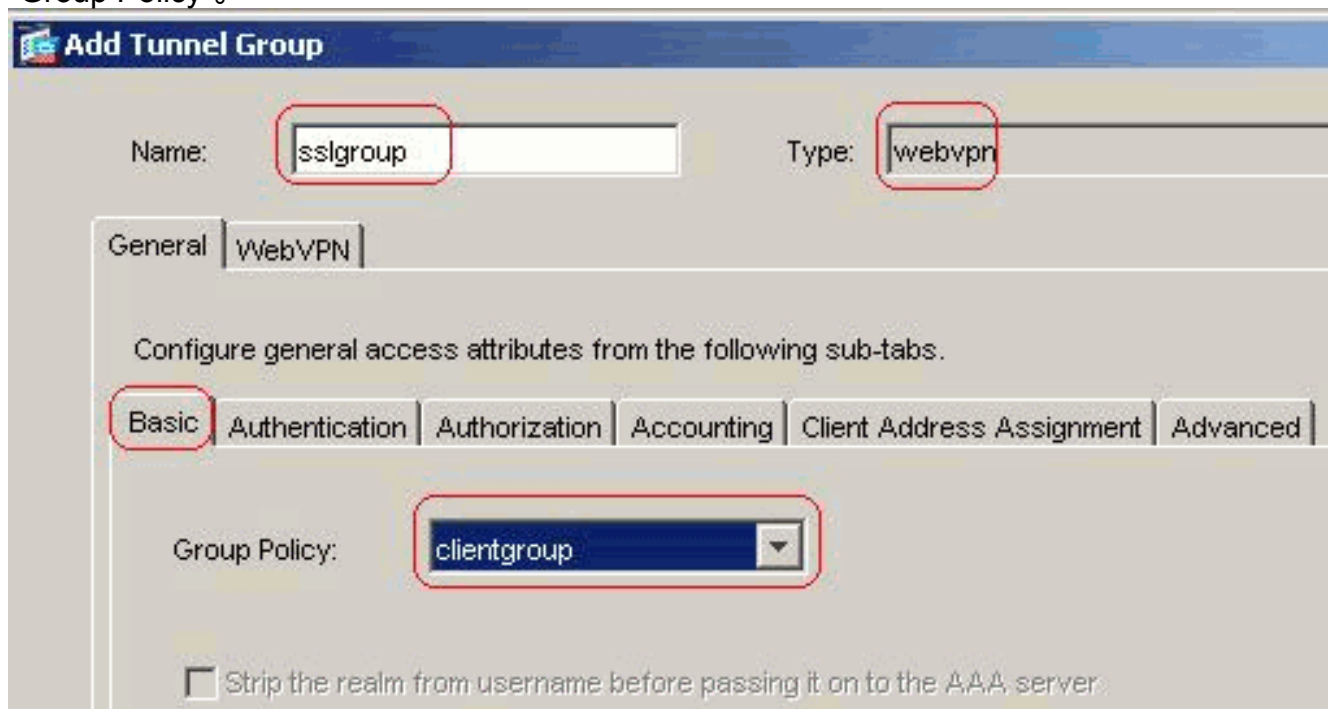 Group Policy 。
Add Tunnel Group
Name: sslgroup Type: webvpn
General WebVPN
Configure general access attributes from the following sub-tabs.
Basic Authentication Authorization Accounting Client Address Assignment Advanced
Group Policy: clientgroup
Strip the realm from username before passing it on to the AAA server